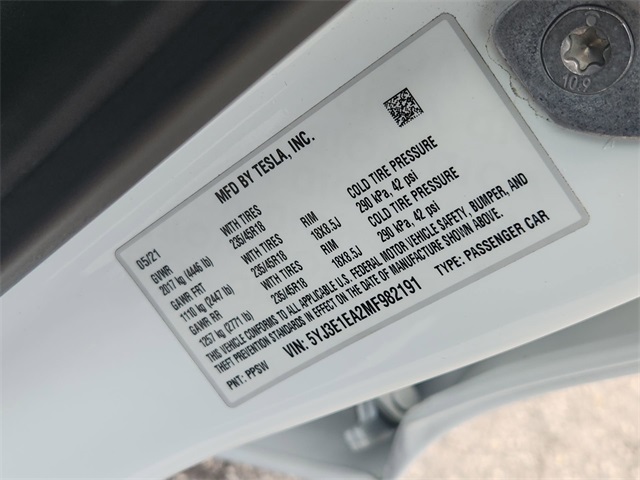 MFD BY TESLA, INC.
05/21
GVWR WITH TIRES RIM COLD TIRE PRESSURE
2017 kg (4446 lb) 235/45R18 18X8.5J 290 kPa, 42 psi
GAWR FRT WITH TIRES RIM COLD TIRE PRESSURE
1110 kg (2447 lb) 235/45R18 18X8.5J 290 kPa, 42 psi
GAWR RR WITH TIRES
1257 kg (2771 lb) 235/45R18
THIS VEHICLE CONFORMS TO ALL APPLICABLE U.S. FEDERAL MOTOR VEHICLE SAFETY, BUMPER, AND
THEFT PREVENTION STANDARDS IN EFFECT ON THE DATE OF MANUFACTURE SHOWN ABOVE.
VIN: 5YJ3E1EA2MF982191 TYPE: PASSENGER CAR
PNT: PPSW
10.9